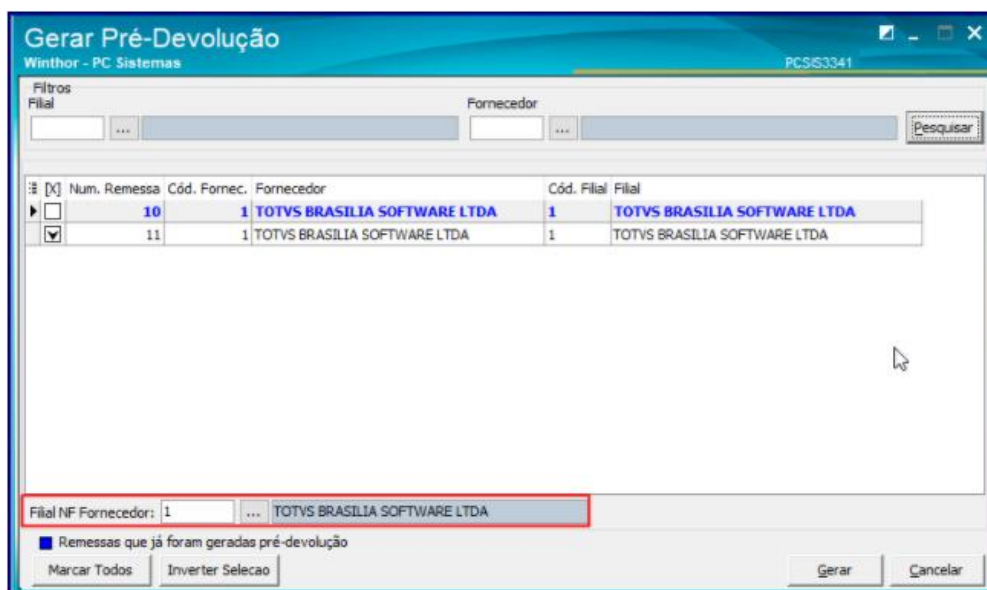 Gerar Pré-Devolução
Winthor - PC Sistemas
PCSIS3341
Filtros
Filial
Fornecedor
...
...
Pesquisar
[X] Num. Remessa Cód. Fornec. Fornecedor Cód. Filial Filial
10 1 TOTVS BRASILIA SOFTWARE LTDA 1 TOTVS BRASILIA SOFTWARE LTDA
11 1 TOTVS BRASILIA SOFTWARE LTDA 1 TOTVS BRASILIA SOFTWARE LTDA
Filial NF Fornecedor: 1 ... TOTVS BRASILIA SOFTWARE LTDA
Remessas que já foram geradas pré-devolução
Marcar Todos Inverter Selecao Gerar Cancelar